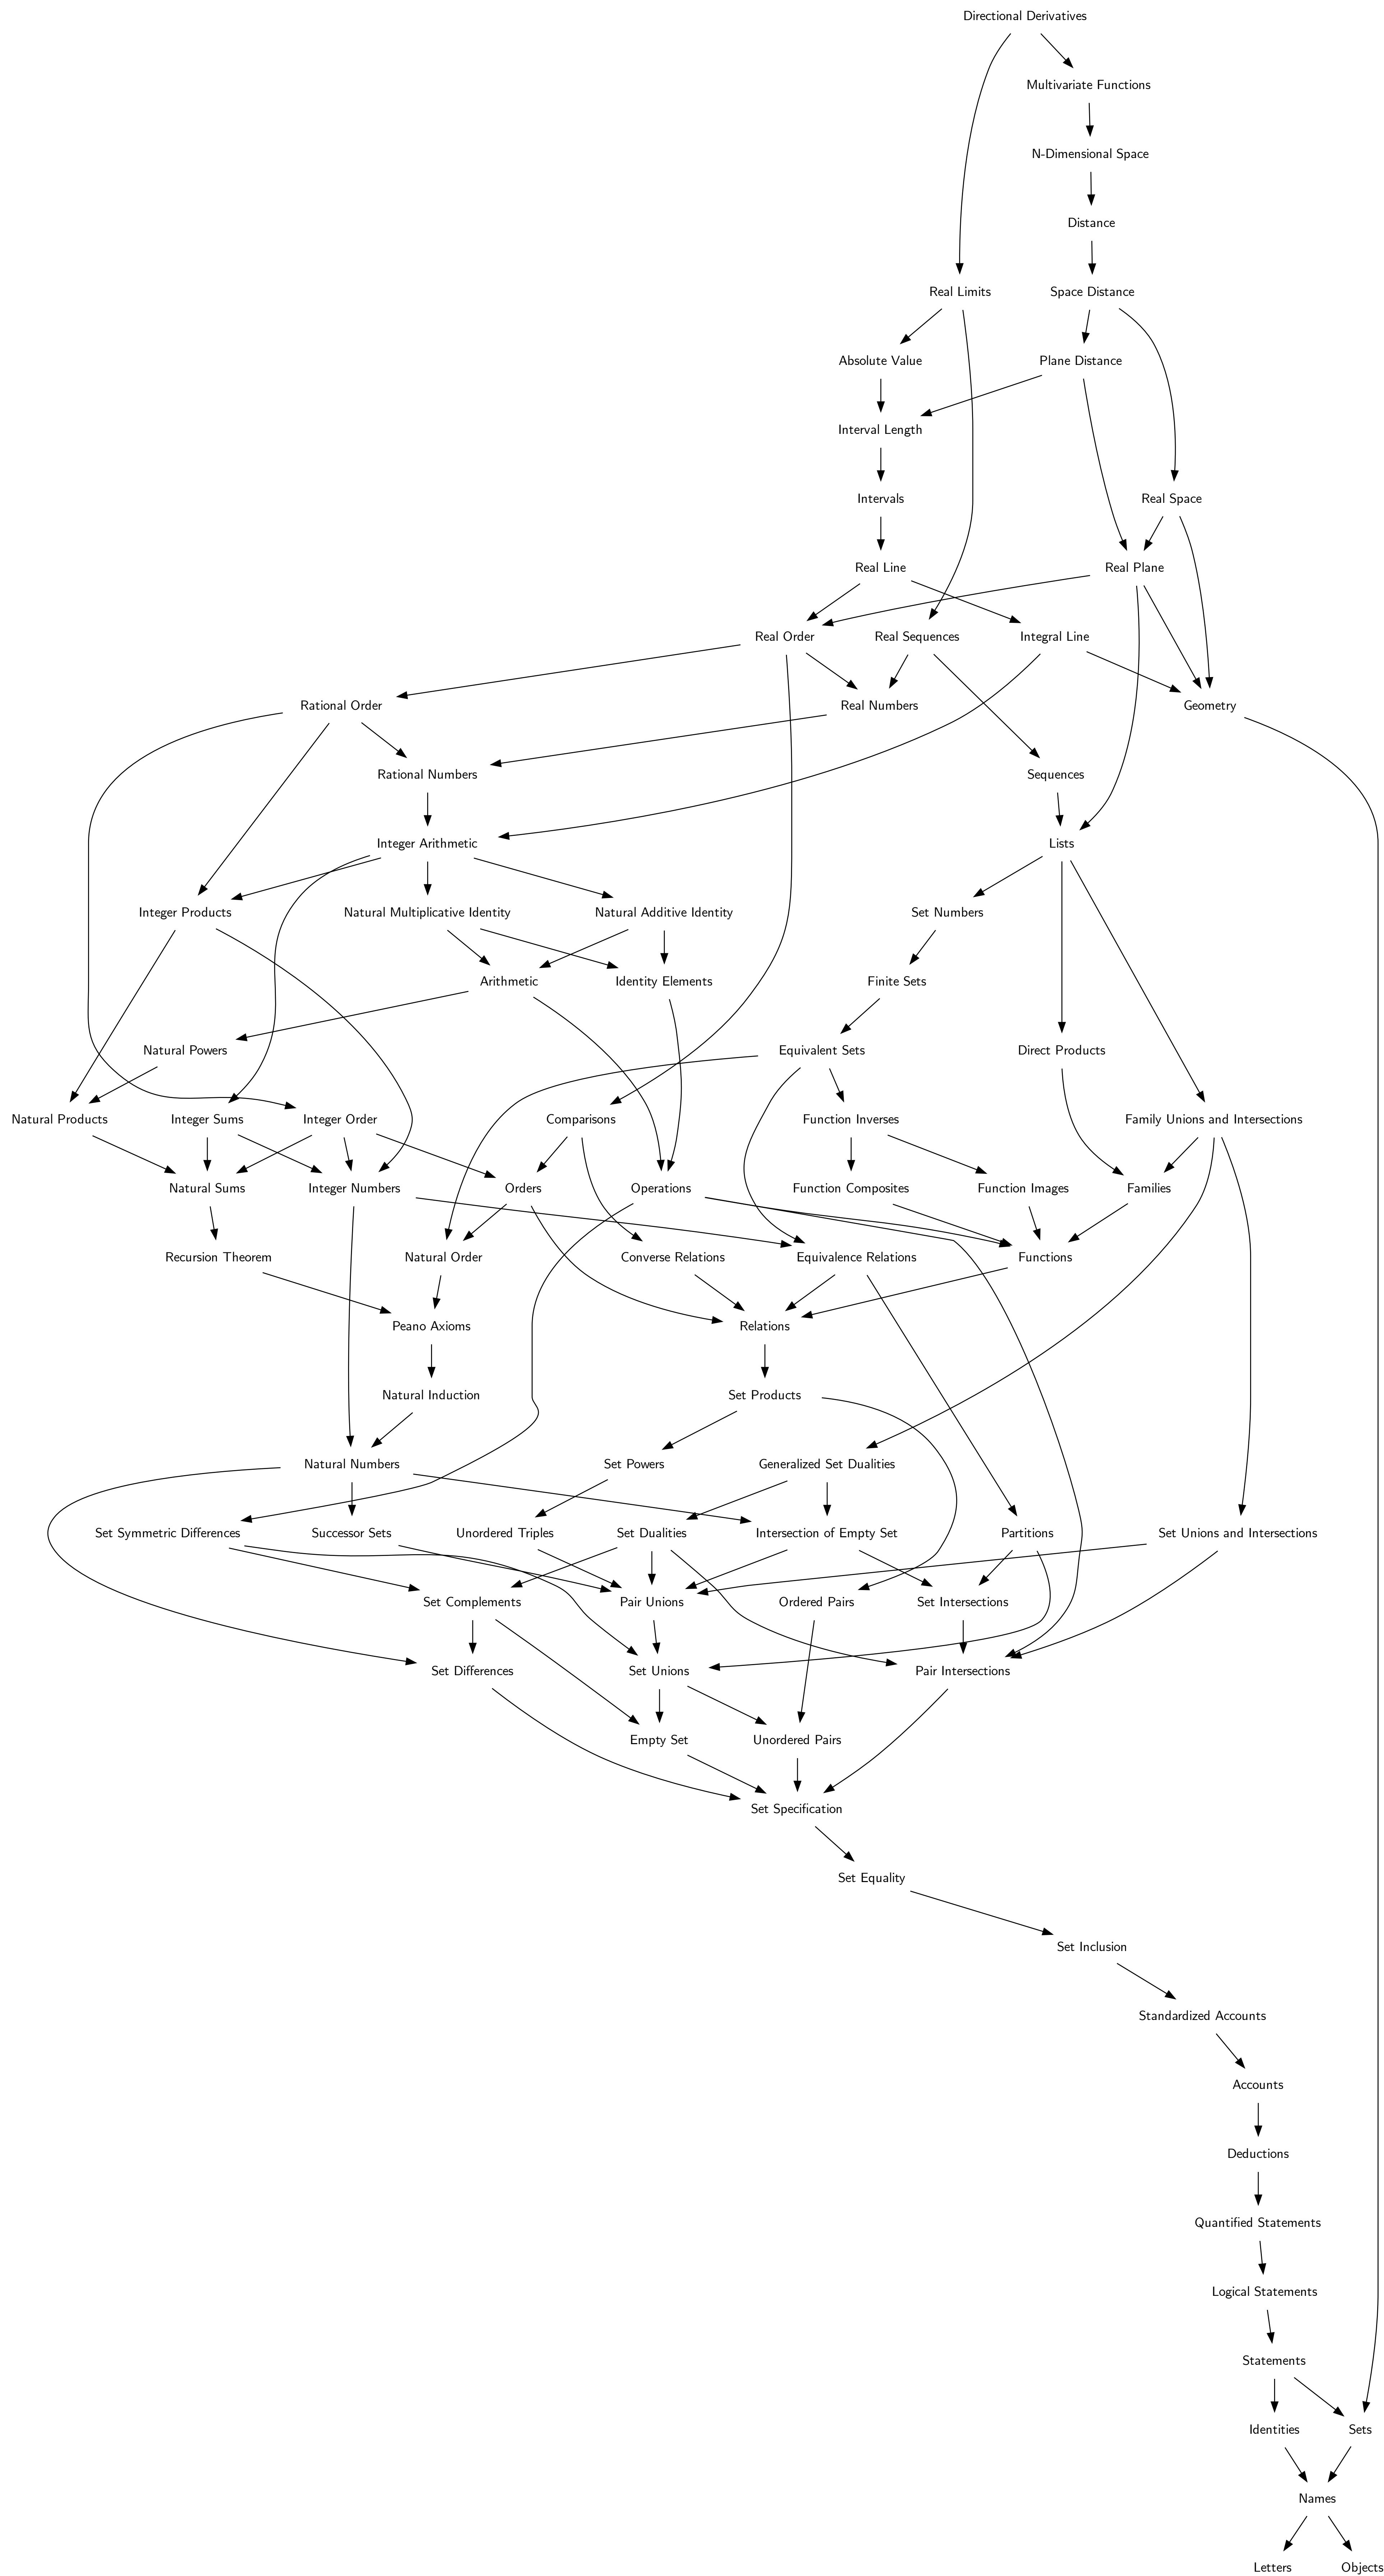 Directional Derivatives
Multivariate Functions
N-Dimensional Space
Distance
Real Limits
Space Distance
Absolute Value
Plane Distance
Interval Length
Intervals
Real Space
Real Line
Real Plane
Real Order
Real Sequences
Integral Line
Rational Order
Real Numbers
Geometry
Rational Numbers
Sequences
Integer Arithmetic
Lists
Integer Products
Natural Multiplicative Identity
Natural Additive Identity
Set Numbers
Arithmetic
Identity Elements
Finite Sets
Natural Powers
Equivalent Sets
Direct Products
Natural Products
Integer Sums
Integer Order
Comparisons
Function Inverses
Family Unions and Intersections
Natural Sums
Integer Numbers
Orders
Operations
Function Composites
Function Images
Families
Recursion Theorem
Natural Order
Converse Relations
Equivalence Relations
Functions
Peano Axioms
Relations
Natural Induction
Set Products
Natural Numbers
Set Powers
Generalized Set Dualities
Set Symmetric Differences
Successor Sets
Unordered Triples
Set Dualities
Intersection of Empty Set
Partitions
Set Unions and Intersections
Set Complements
Pair Unions
Ordered Pairs
Set Intersections
Set Differences
Set Unions
Pair Intersections
Empty Set
Unordered Pairs
Set Specification
Set Equality
Set Inclusion
Standardized Accounts
Accounts
Deductions
Quantified Statements
Logical Statements
Statements
Identities
Sets
Names
Letters
Objects